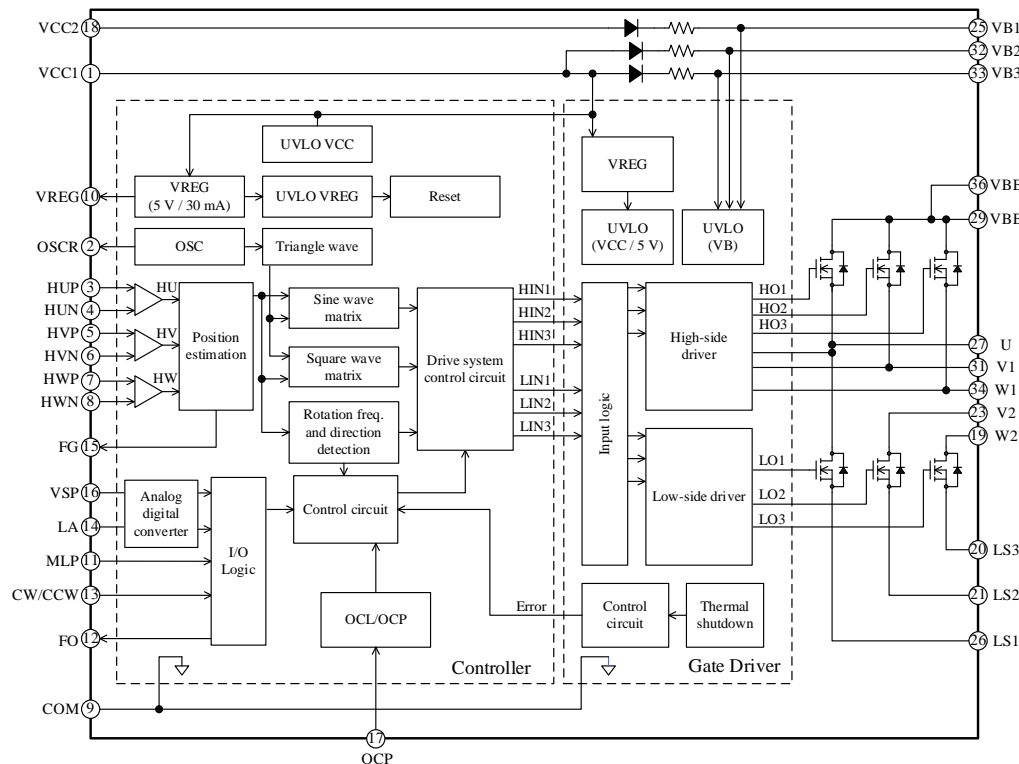 VCC2 18
25 VB1
32 VB2
VCC1 1
33 VB3
UVLO VCC
VREG
VREG 10
VREG
(5 V / 30 mA)
UVLO VREG
Reset
UVLO
(VCC / 5 V)
UVLO
(VB)
36 VBB
29 VBB
OSCR 2
OSC
Triangle wave
HUP 3
HUN 4
HU
HVP 5
HVN 6
HV
HWP 7
HWN 8
HW
Position
estimation
Sine wave
matrix
Square wave
matrix
Rotation freq.
and direction
detection
Drive system
control circuit
HIN1
HIN2
HIN3
LIN1
LIN2
LIN3
Input logic
High-side
driver
HO1
HO2
HO3
27 U
31 V1
34 W1
23 V2
19 W2
FG 15
Low-side driver
LO1
LO2
LO3
VSP 16
LA 14
Analog
digital
converter
MLP 11
CW/CCW 13
FO 12
I/O
Logic
Control circuit
OCL/OCP
Error
Control
circuit
Thermal
shutdown
20 LS3
21 LS2
26 LS1
Controller
Gate Driver
COM 9
17
OCP